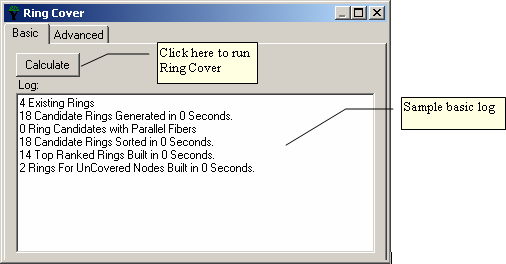 Ring Cover
Basic
Advanced
Calculate
Click here to run
Ring Cover
Log:
4 Existing Rings
18 Candidate Rings Generated in 0 Seconds.
0 Ring Candidates with Parallel Fibers
18 Candidate Rings Sorted in 0 Seconds.
14 Top Ranked Rings Built in 0 Seconds.
2 Rings For UnCovered Nodes Built in 0 Seconds.
Sample basic log